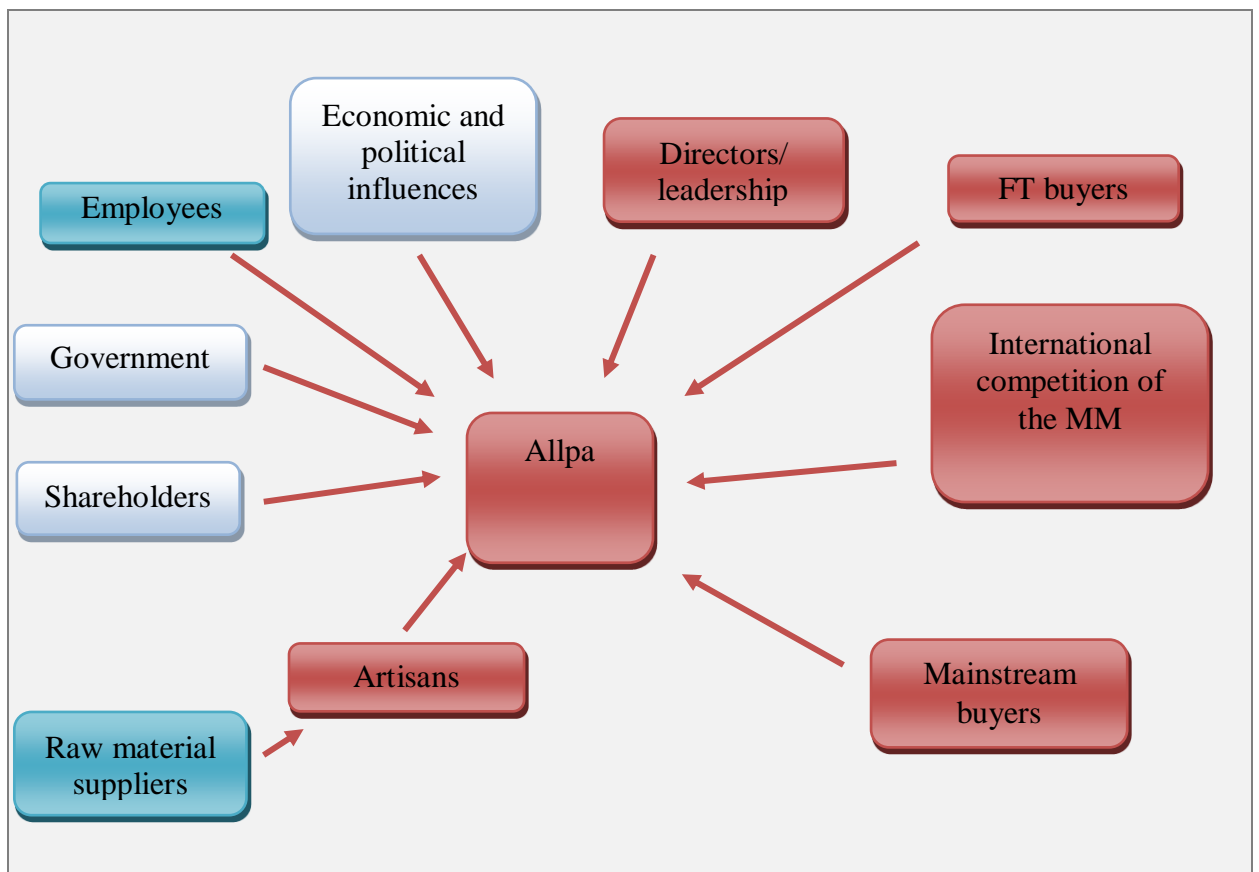 Economic and
political
influences
Directors/
leadership
FT buyers
Employees
Government
International
competition of
the MM
Allpa
Shareholders
Artisans
Mainstream
buyers
Raw material
suppliers